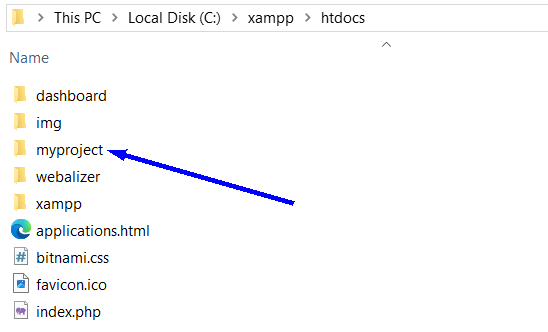 This PC > Local Disk (C:) > xampp > htdocs
Name
dashboard
img
myproject
webalizer
xampp
applications.html
bitnami.css
favicon.ico
index.php